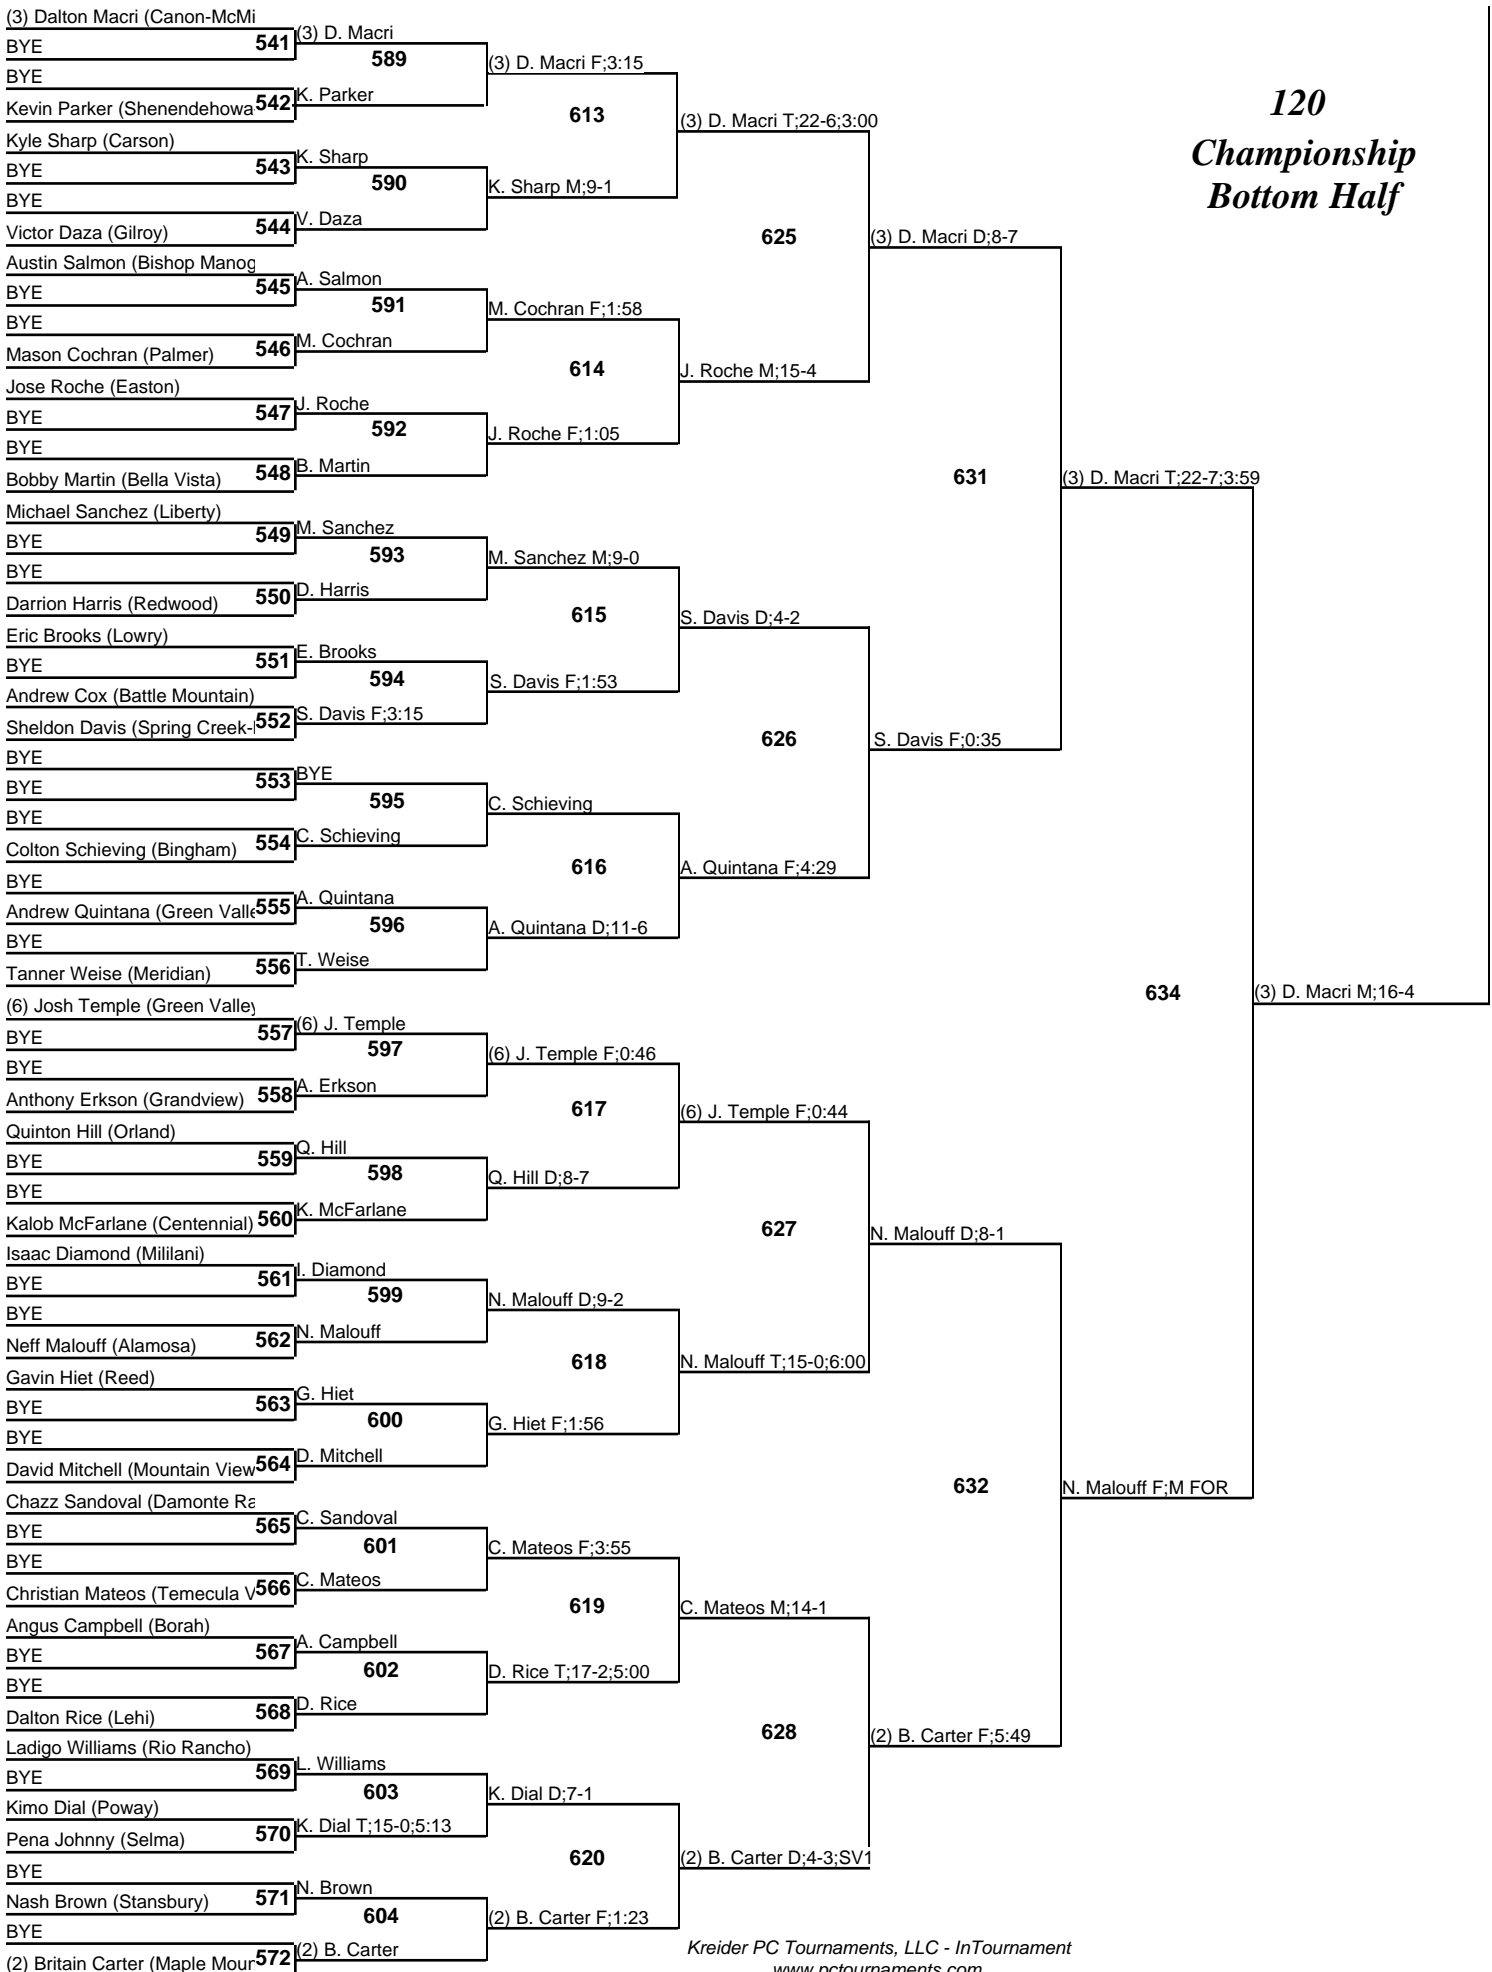 (3) Dalton Macri (Canon-McMi
BYE
541
(3) D. Macri
589
BYE
Kevin Parker (Shenendehowa
542
K. Parker
(3) D. Macri F;3:15
613
Kyle Sharp (Carson)
BYE
543
K. Sharp
590
BYE
Victor Daza (Gilroy)
544
V. Daza
K. Sharp M;9-1
(3) D. Macri T;22-6;3:00
625
Austin Salmon (Bishop Manog
BYE
545
A. Salmon
591
BYE
Mason Cochran (Palmer)
546
M. Cochran
M. Cochran F;1:58
614
Jose Roche (Easton)
BYE
547
J. Roche
592
BYE
Bobby Martin (Bella Vista)
548
B. Martin
J. Roche F;1:05
J. Roche M;15-4
(3) D. Macri D;8-7
631
Michael Sanchez (Liberty)
BYE
549
M. Sanchez
593
BYE
Darrion Harris (Redwood)
550
D. Harris
M. Sanchez M;9-0
615
Eric Brooks (Lowry)
BYE
551
E. Brooks
594
Andrew Cox (Battle Mountain)
Sheldon Davis (Spring Creek-
552
S. Davis F;3:15
S. Davis F;1:53
S. Davis D;4-2
626
BYE
BYE
553
BYE
595
BYE
Colton Schieving (Bingham)
554
C. Schieving
C. Schieving
616
BYE
Andrew Quintana (Green Valle
555
A. Quintana
596
BYE
Tanner Weise (Meridian)
556
T. Weise
A. Quintana D;11-6
A. Quintana F;4:29
S. Davis F;0:35
(3) D. Macri T;22-7;3:59
634
(6) Josh Temple (Green Valley
BYE
557
(6) J. Temple
597
BYE
Anthony Erkson (Grandview)
558
A. Erkson
(6) J. Temple F;0:46
617
Quinton Hill (Orland)
BYE
559
Q. Hill
598
BYE
Kalob McFarlane (Centennial)
560
K. McFarlane
Q. Hill D;8-7
(6) J. Temple F;0:44
627
Isaac Diamond (Mililani)
BYE
561
I. Diamond
599
BYE
Neff Malouff (Alamosa)
562
N. Malouff
N. Malouff D;9-2
618
Gavin Hiet (Reed)
BYE
563
G. Hiet
600
BYE
David Mitchell (Mountain View
564
D. Mitchell
G. Hiet F;1:56
N. Malouff T;15-0;6:00
N. Malouff D;8-1
632
Chazz Sandoval (Damonte Ra
BYE
565
C. Sandoval
601
BYE
Christian Mateos (Temecula V
566
C. Mateos
C. Mateos F;3:55
619
Angus Campbell (Borah)
BYE
567
A. Campbell
602
BYE
Dalton Rice (Lehi)
568
D. Rice
D. Rice T;17-2;5:00
C. Mateos M;14-1
628
Ladigo Williams (Rio Rancho)
BYE
569
L. Williams
603
Kimo Dial (Poway)
Pena Johnny (Selma)
570
K. Dial T;15-0;5:13
K. Dial D;7-1
620
BYE
Nash Brown (Stansbury)
571
N. Brown
604
BYE
(2) Britain Carter (Maple Moun
572
(2) B. Carter
(2) B. Carter F;1:23
(2) B. Carter D;4-3;SV1
(2) B. Carter F;5:49
N. Malouff F;M FOR
(3) D. Macri M;16-4
120
Championship
Bottom Half
Kreider PC Tournaments, LLC - InTournament
www.pctournaments.com